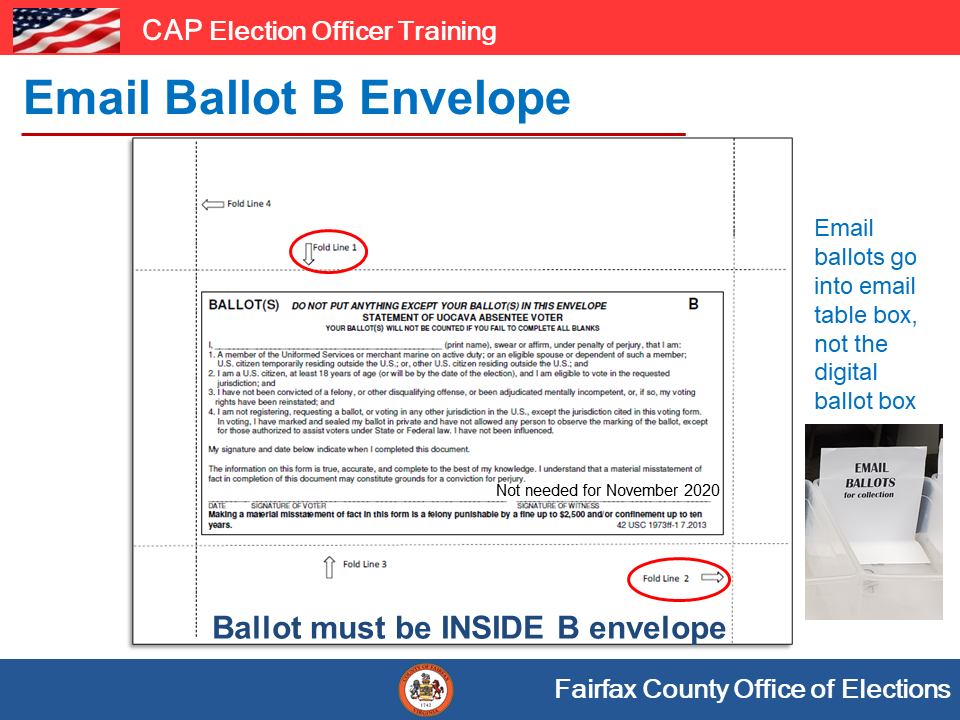 CAP Election Officer Training
Email Ballot B Envelope
Fold Line 4
Fold Line 1
BALLOT(S) DO NOT PUT ANYTHING EXCEPT YOUR BALLOT(S) IN THIS ENVELOPE B
STATEMENT OF UOCAVA ABSENTEE VOTER
YOUR BALLOT(S) WILL NOT BE COUNTED IF YOU FAIL TO COMPLETE ALL BLANKS
I, (print name), swear or affirm, under penalty of perjury, that I am:
1. A member of the Uniformed Services or merchant marine on active duty; or an eligible spouse or dependent of such a member;
U.S. citizen temporarily residing outside the U.S.; or, other U.S. citizen residing outside the U.S.; and
2. I am a U.S. citizen, at least 18 years of age (or will be by the date of the election), and I am eligible to vote in the requested
jurisdiction; and
3. I have not been convicted of a felony, or other disqualifying offense, or been adjudicated mentally incompetent, or, if so, my voting
rights have been reinstated; and
4. I am not registering, requesting a ballot, or voting in any other jurisdiction in the U.S., except the jurisdiction cited in this voting form.
In voting, I have marked and sealed my ballot in private and have not allowed any person to observe the marking of the ballot, except
for those authorized to assist voters under State or Federal law. I have not been influenced.
My signature and date below indicate when I completed this document.
The information on this form is true, accurate, and complete to the best of my knowledge. I understand that a material misstatement of
fact in completion of this document may constitute grounds for a conviction for perjury.
Not needed for November 2020
DATE SIGNATURE OF VOTER SIGNATURE OF WITNESS
Making a material misstatement of fact in this form is a felony punishable by a fine up to $2,500 and/or confinement up to ten
years. 42 USC 1973ff-1 7.2013
Fold Line 3
Fold Line 2
Ballot must be INSIDE B envelope
Email
ballots go
into email
table box,
not the
digital
ballot box
EMAIL
BALLOTS
for collection
COUNTY OF FAIRFAX
1742
VIRGINIA
Fairfax County Office of Elections